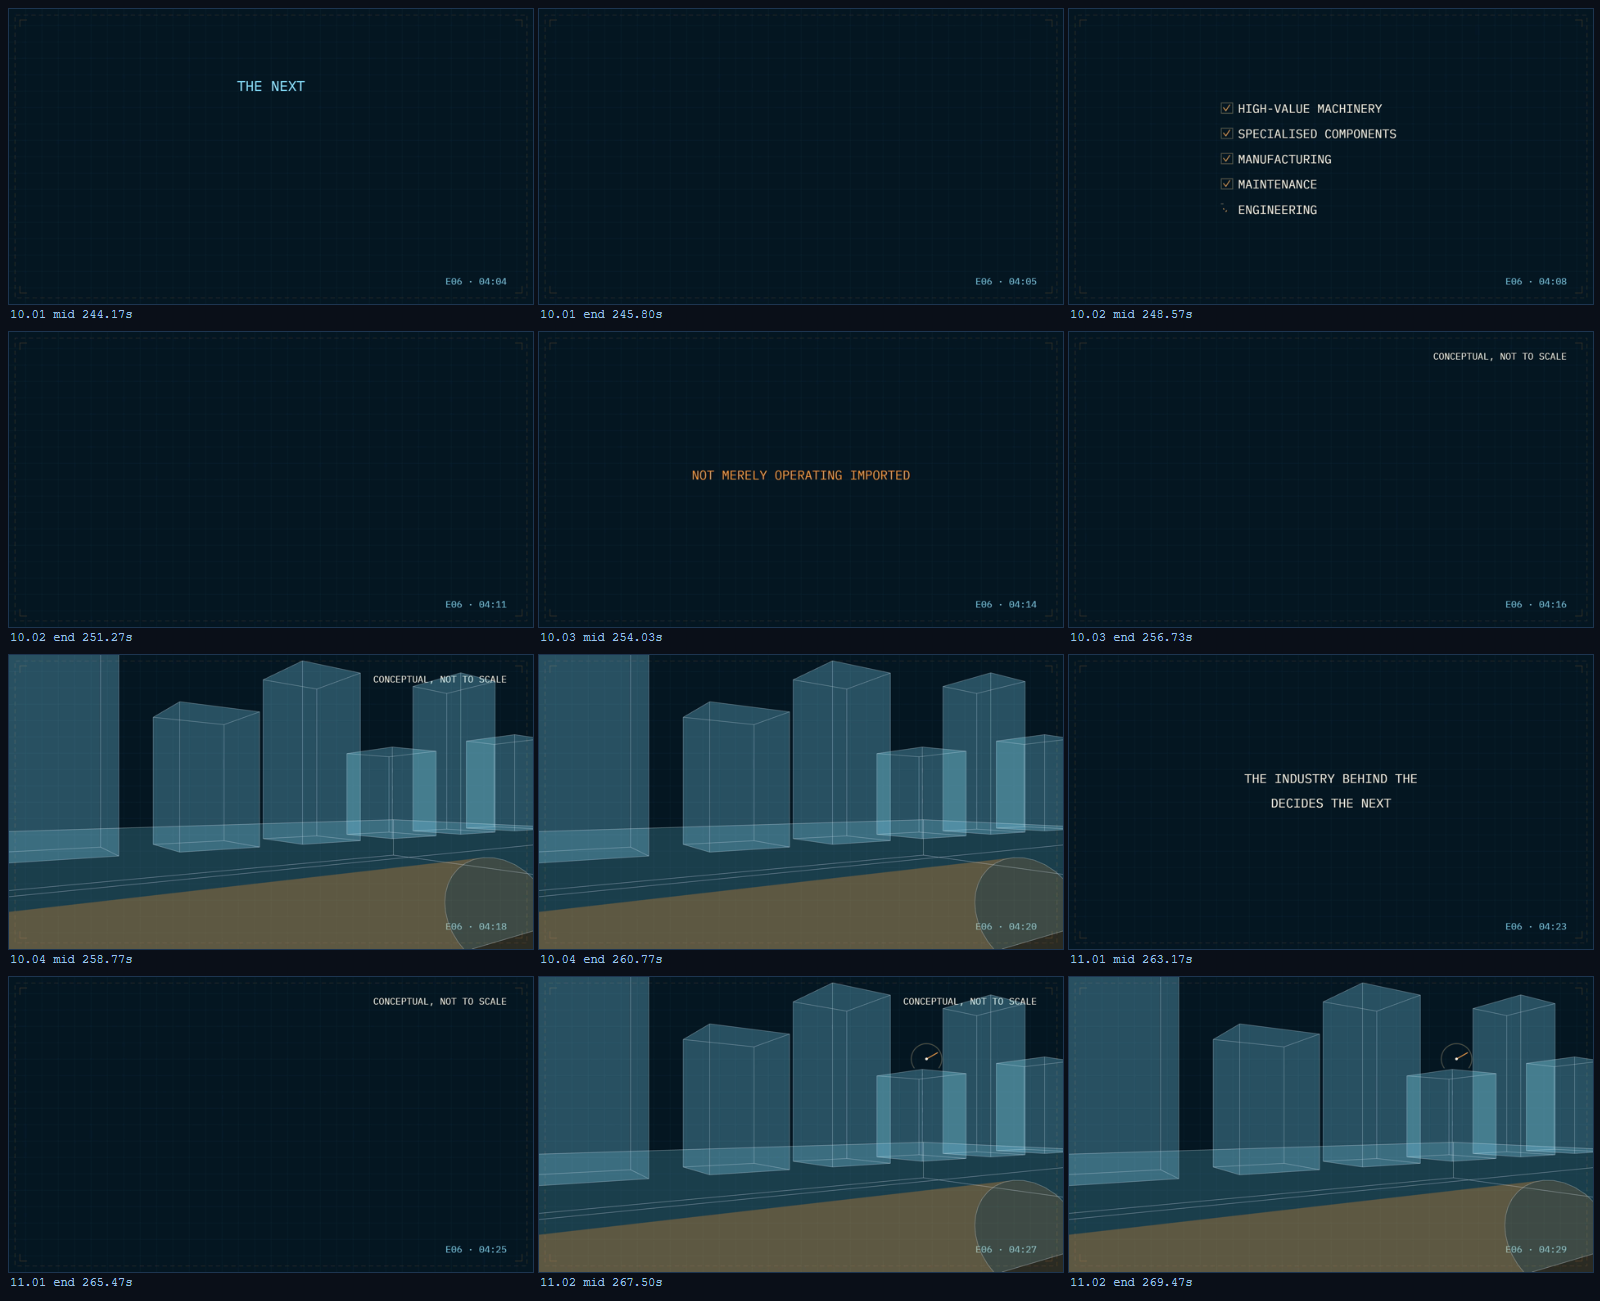 THE NEXT
E06 · 04:04
10.01 mid 244.17s
E06 · 04:05
10.01 end 245.80s
HIGH-VALUE MACHINERY
SPECIALISED COMPONENTS
MANUFACTURING
MAINTENANCE
ENGINEERING
E06 · 04:08
10.02 mid 248.57s
E06 · 04:11
10.02 end 251.27s
NOT MERELY OPERATING IMPORTED
E06 · 04:14
10.03 mid 254.03s
CONCEPTUAL, NOT TO SCALE
E06 · 04:16
10.03 end 256.73s
CONCEPTUAL, NOT TO SCALE
E06 · 04:18
10.04 mid 258.77s
E06 · 04:20
10.04 end 260.77s
THE INDUSTRY BEHIND THE
DECIDES THE NEXT
E06 · 04:23
11.01 mid 263.17s
CONCEPTUAL, NOT TO SCALE
E06 · 04:25
11.01 end 265.47s
CONCEPTUAL, NOT TO SCALE
E06 · 04:27
11.02 mid 267.50s
E06 · 04:29
11.02 end 269.47s